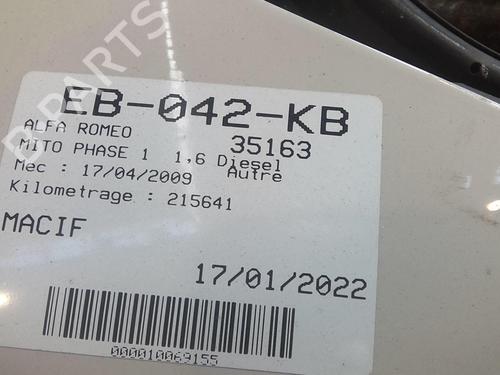 EB-042-KB
ALFA ROMEO 35163
MITO PHASE 1 1,6 Diesel
Mec : 17/04/2009 Autre
Kilometrage : 215641
MACIF
17/01/2022
000010069155
B-PARTS